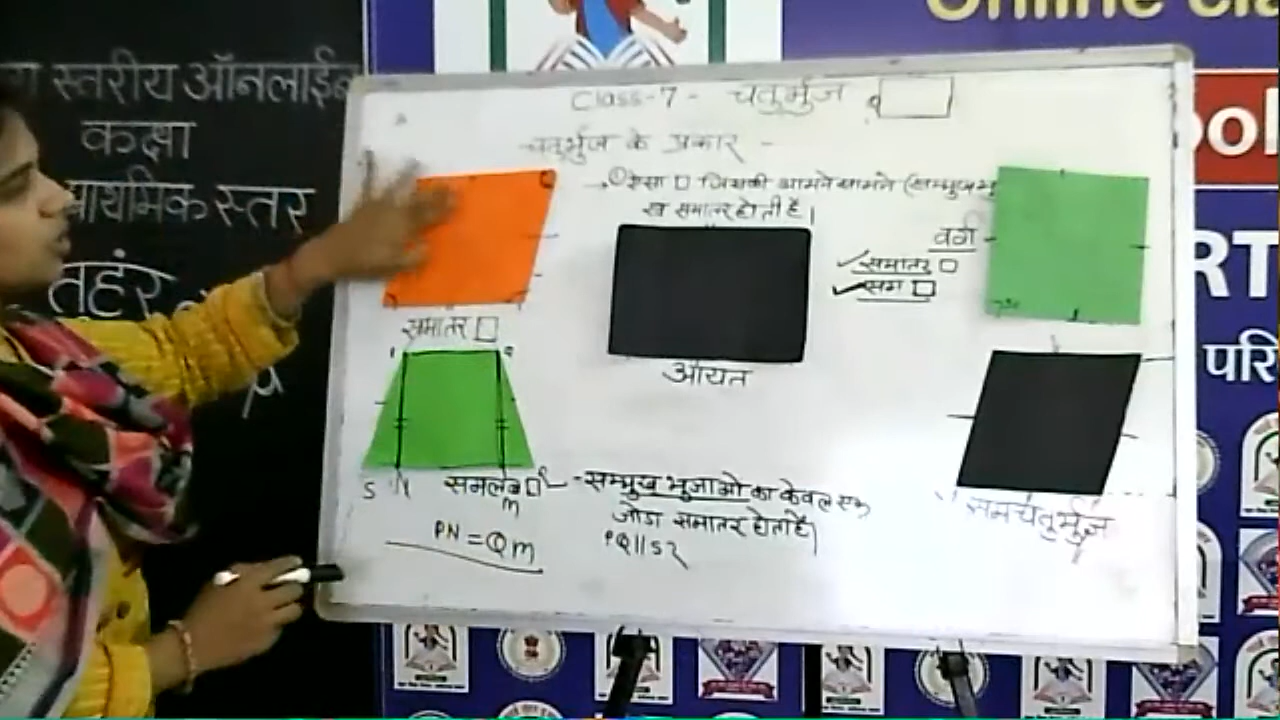 Online Cla
स्तरीय ऑनलाईन
कक्षा
प्राथमिक स्तर
तुहंर
Class-7 - चतुर्भुज
चतुर्भुज के प्रकार -
→ ① ऐसा □ जिसकी आमने सामने (सम्मुख भु
समातर होती है।
वर्ग
✓ समातर □
✓ सम □
समातर □
आयत
S N
समलंब □
M
- सम्मुख भुजाओ का केवल एक
जोडा समातर होता है।
PN = QM
PQ||SR
समचतुर्भुज
RT
परि